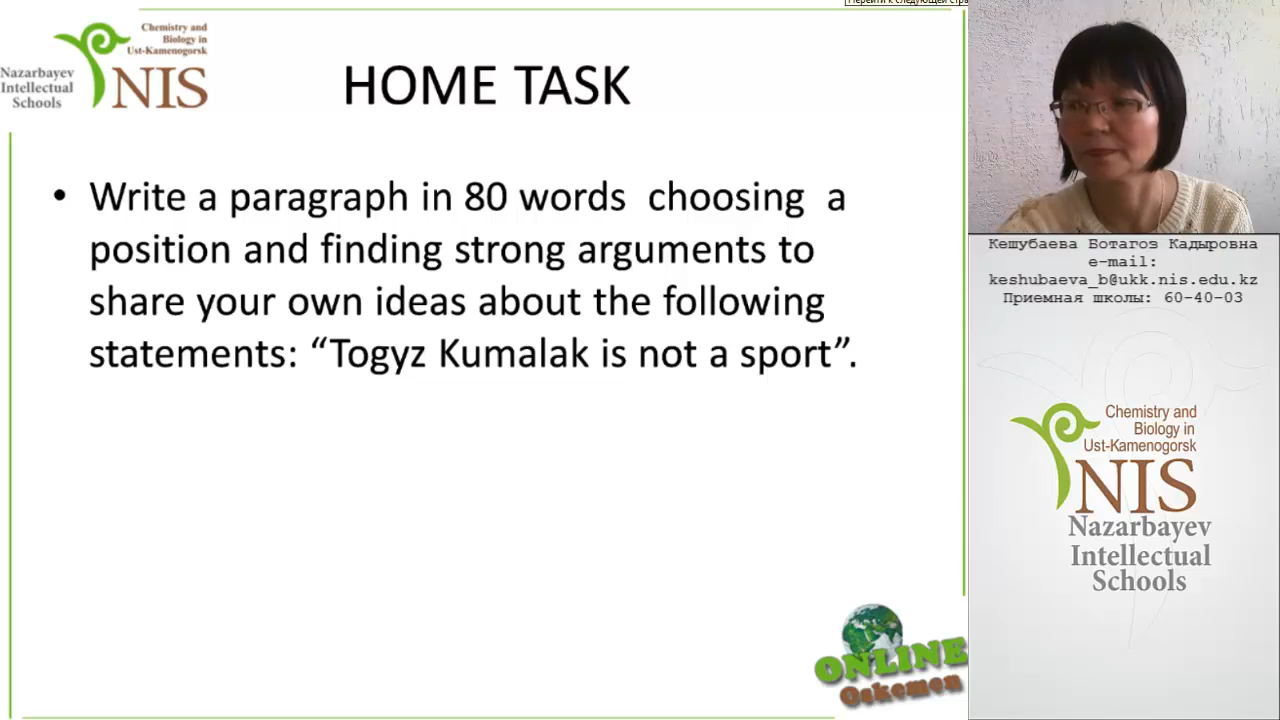 Перейти к следующей стра
Chemistry and
Biology in
Ust-Kamenogorsk
Nazarbayev
Intellectual
Schools
NIS
HOME TASK
• Write a paragraph in 80 words choosing a
position and finding strong arguments to
share your own ideas about the following
statements: “Togyz Kumalak is not a sport”.
ONLINE
Oskemen
Кешубаева Ботагоз Кадыровна
e-mail:
keshubaeva_b@ukk.nis.edu.kz
Приемная школы: 60-40-03
Chemistry and
Biology in
Ust-Kamenogorsk
NIS
Nazarbayev
Intellectual
Schools